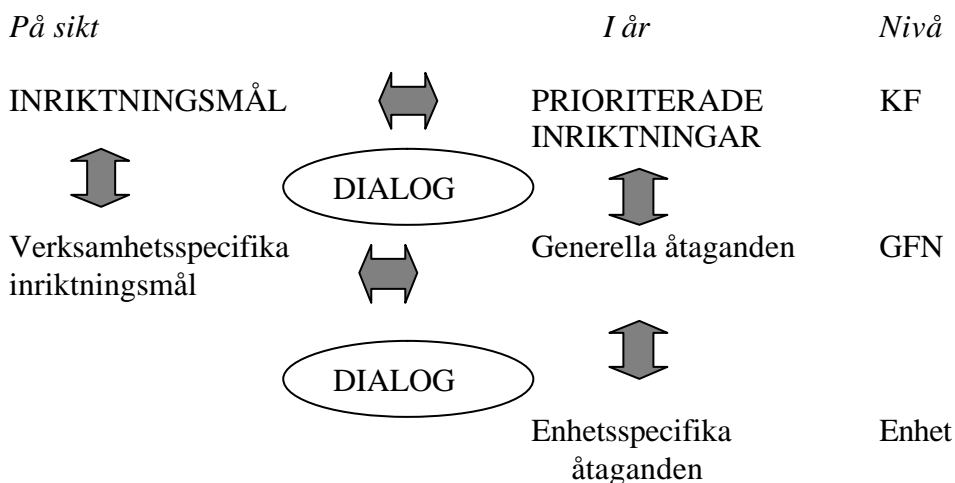 På sikt I år Nivå
INRIKTNINGSMÅL PRIORITERADE KF
INRIKTNINGAR
DIALOG
Verksamhetsspecifika Generella åtaganden GFN
inriktningsmål
DIALOG
Enhetsspecifika Enhet
åtaganden